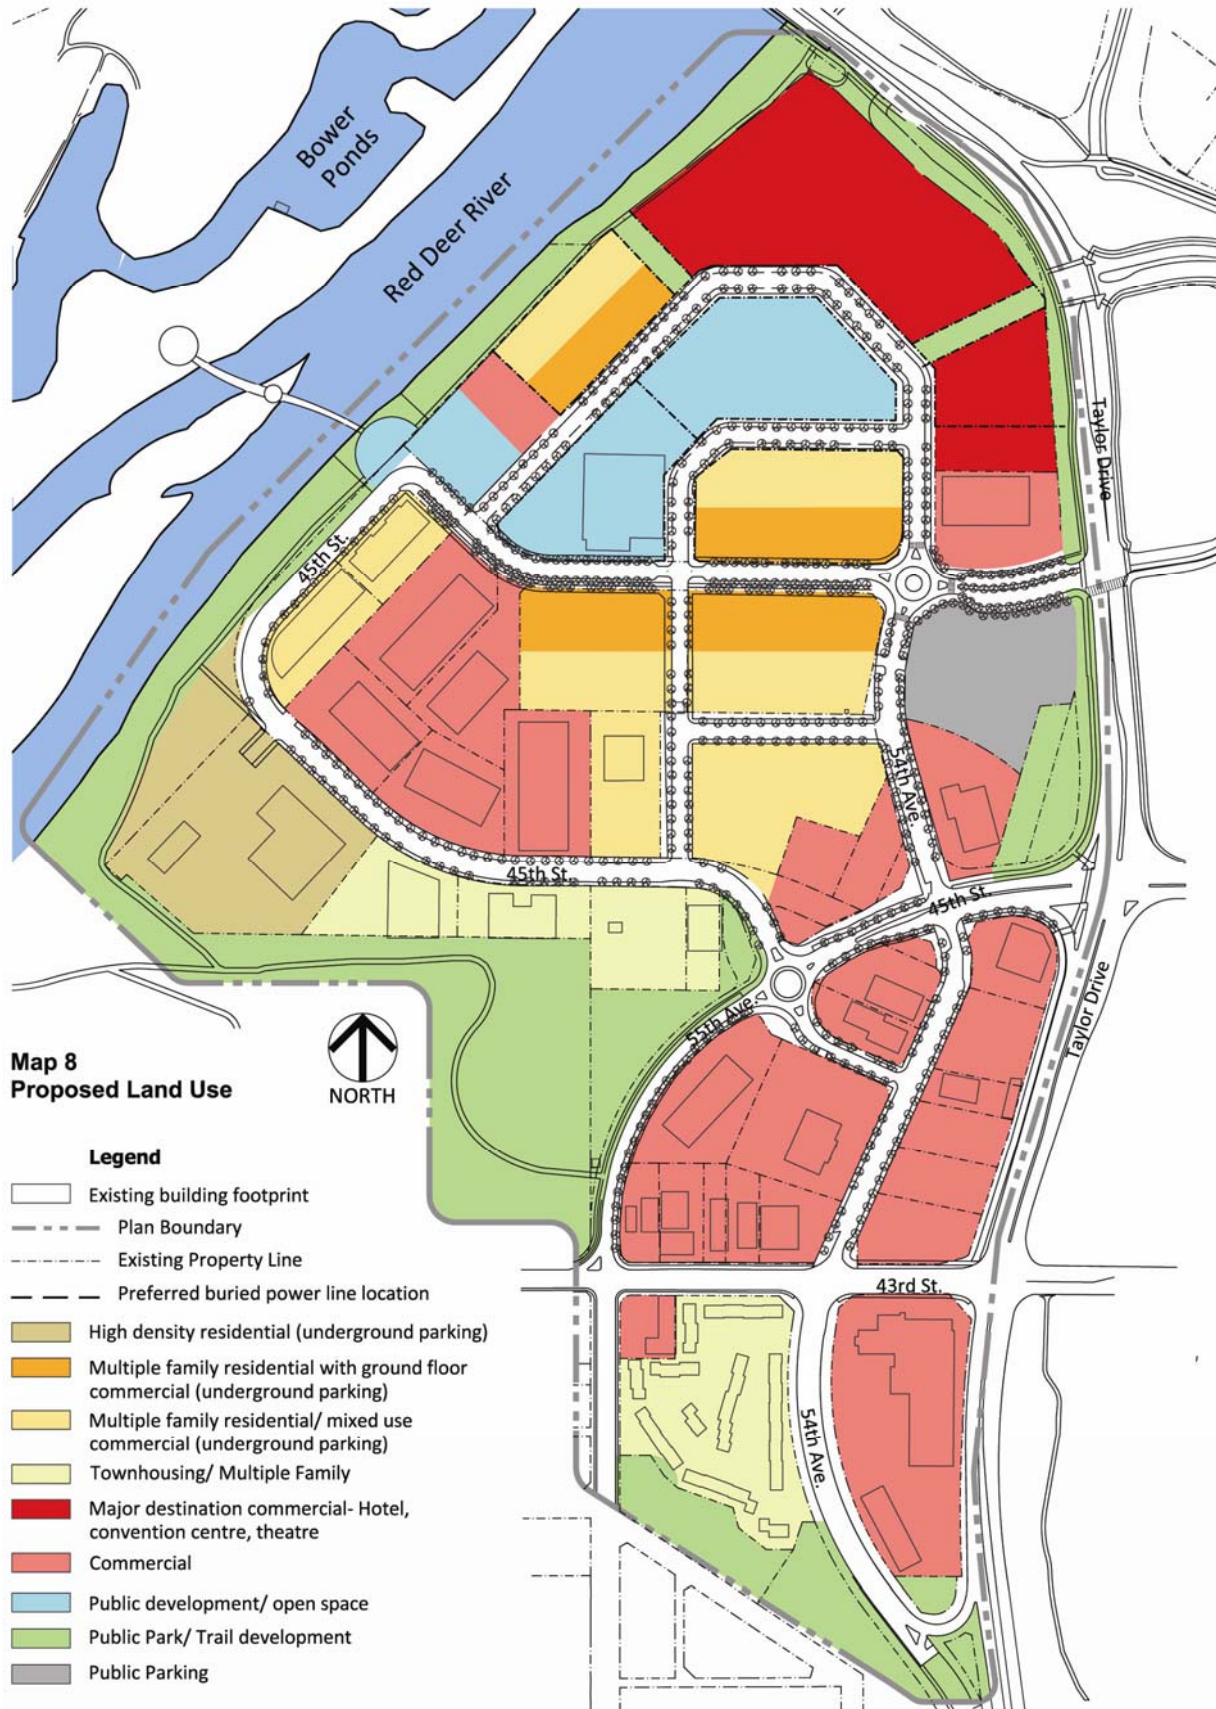 Bower
Ponds
Red Deer River
Taylor Drive
45th St.
54th Ave.
45th St.
45th St.
55th Ave.
Taylor Drive
Map 8
Proposed Land Use
NORTH
43rd St.
54th Ave.
Legend
Existing building footprint
Plan Boundary
Existing Property Line
Preferred buried power line location
High density residential (underground parking)
Multiple family residential with ground floor
commercial (underground parking)
Multiple family residential/ mixed use
commercial (underground parking)
Townhousing/ Multiple Family
Major destination commercial- Hotel,
convention centre, theatre
Commercial
Public development/ open space
Public Park/ Trail development
Public Parking